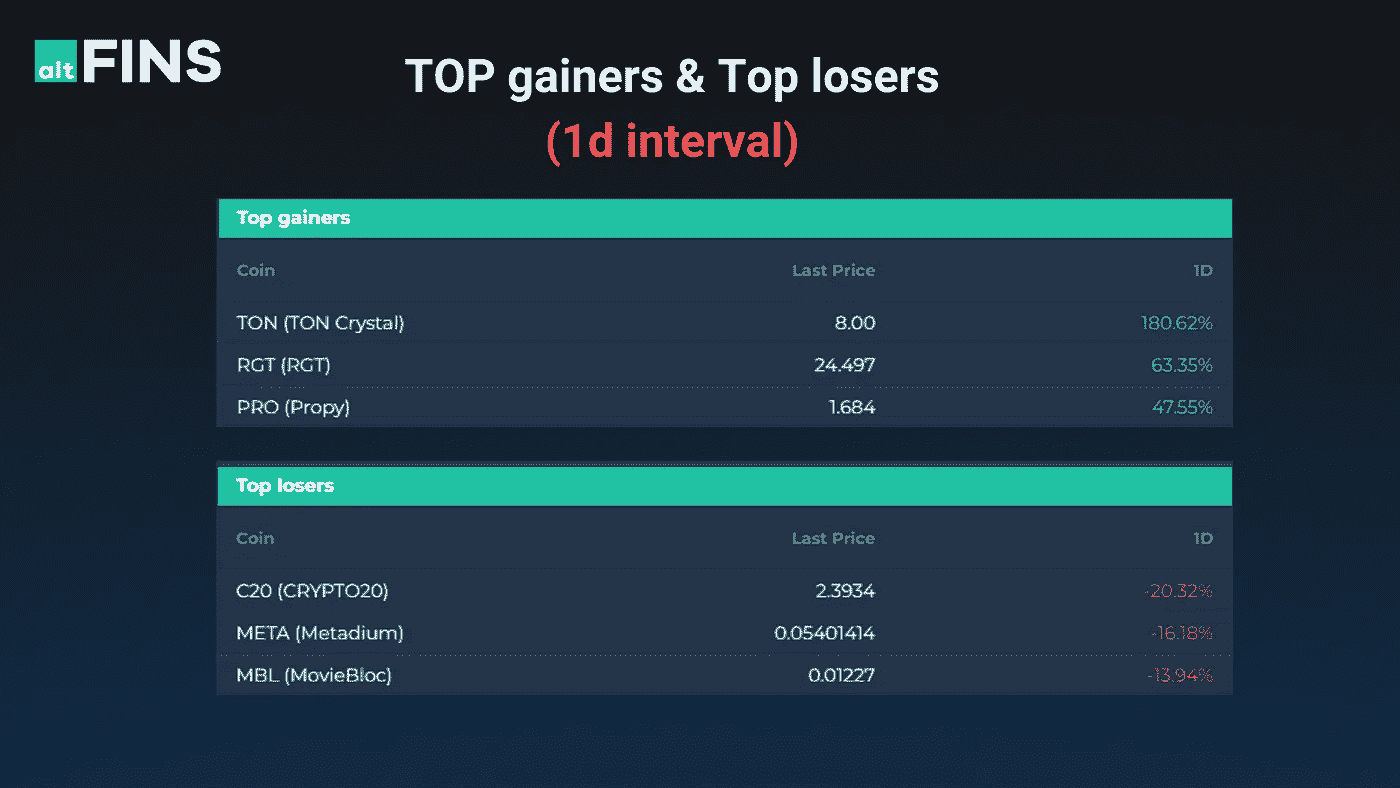 alt FINS
TOP gainers & Top losers
(1d interval)
Top gainers
Coin Last Price 1D
TON (TON Crystal) 8.00 180.62%
RGT (RGT) 24.497 63.35%
PRO (Propy) 1.684 47.55%
Top losers
Coin Last Price 1D
C20 (CRYPTO20) 2.3934 -20.32%
META (Metadium) 0.05401414 -16.18%
MBL (MovieBloc) 0.01227 -13.94%